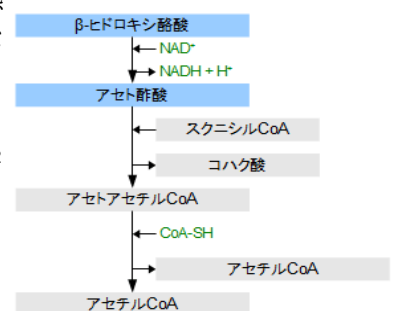 β-ヒドロキシ酪酸
NAD⁺
NADH + H⁺
アセト酢酸
スクニシルCoA
コハク酸
アセトアセチルCoA
CoA-SH
アセチルCoA
アセチルCoA